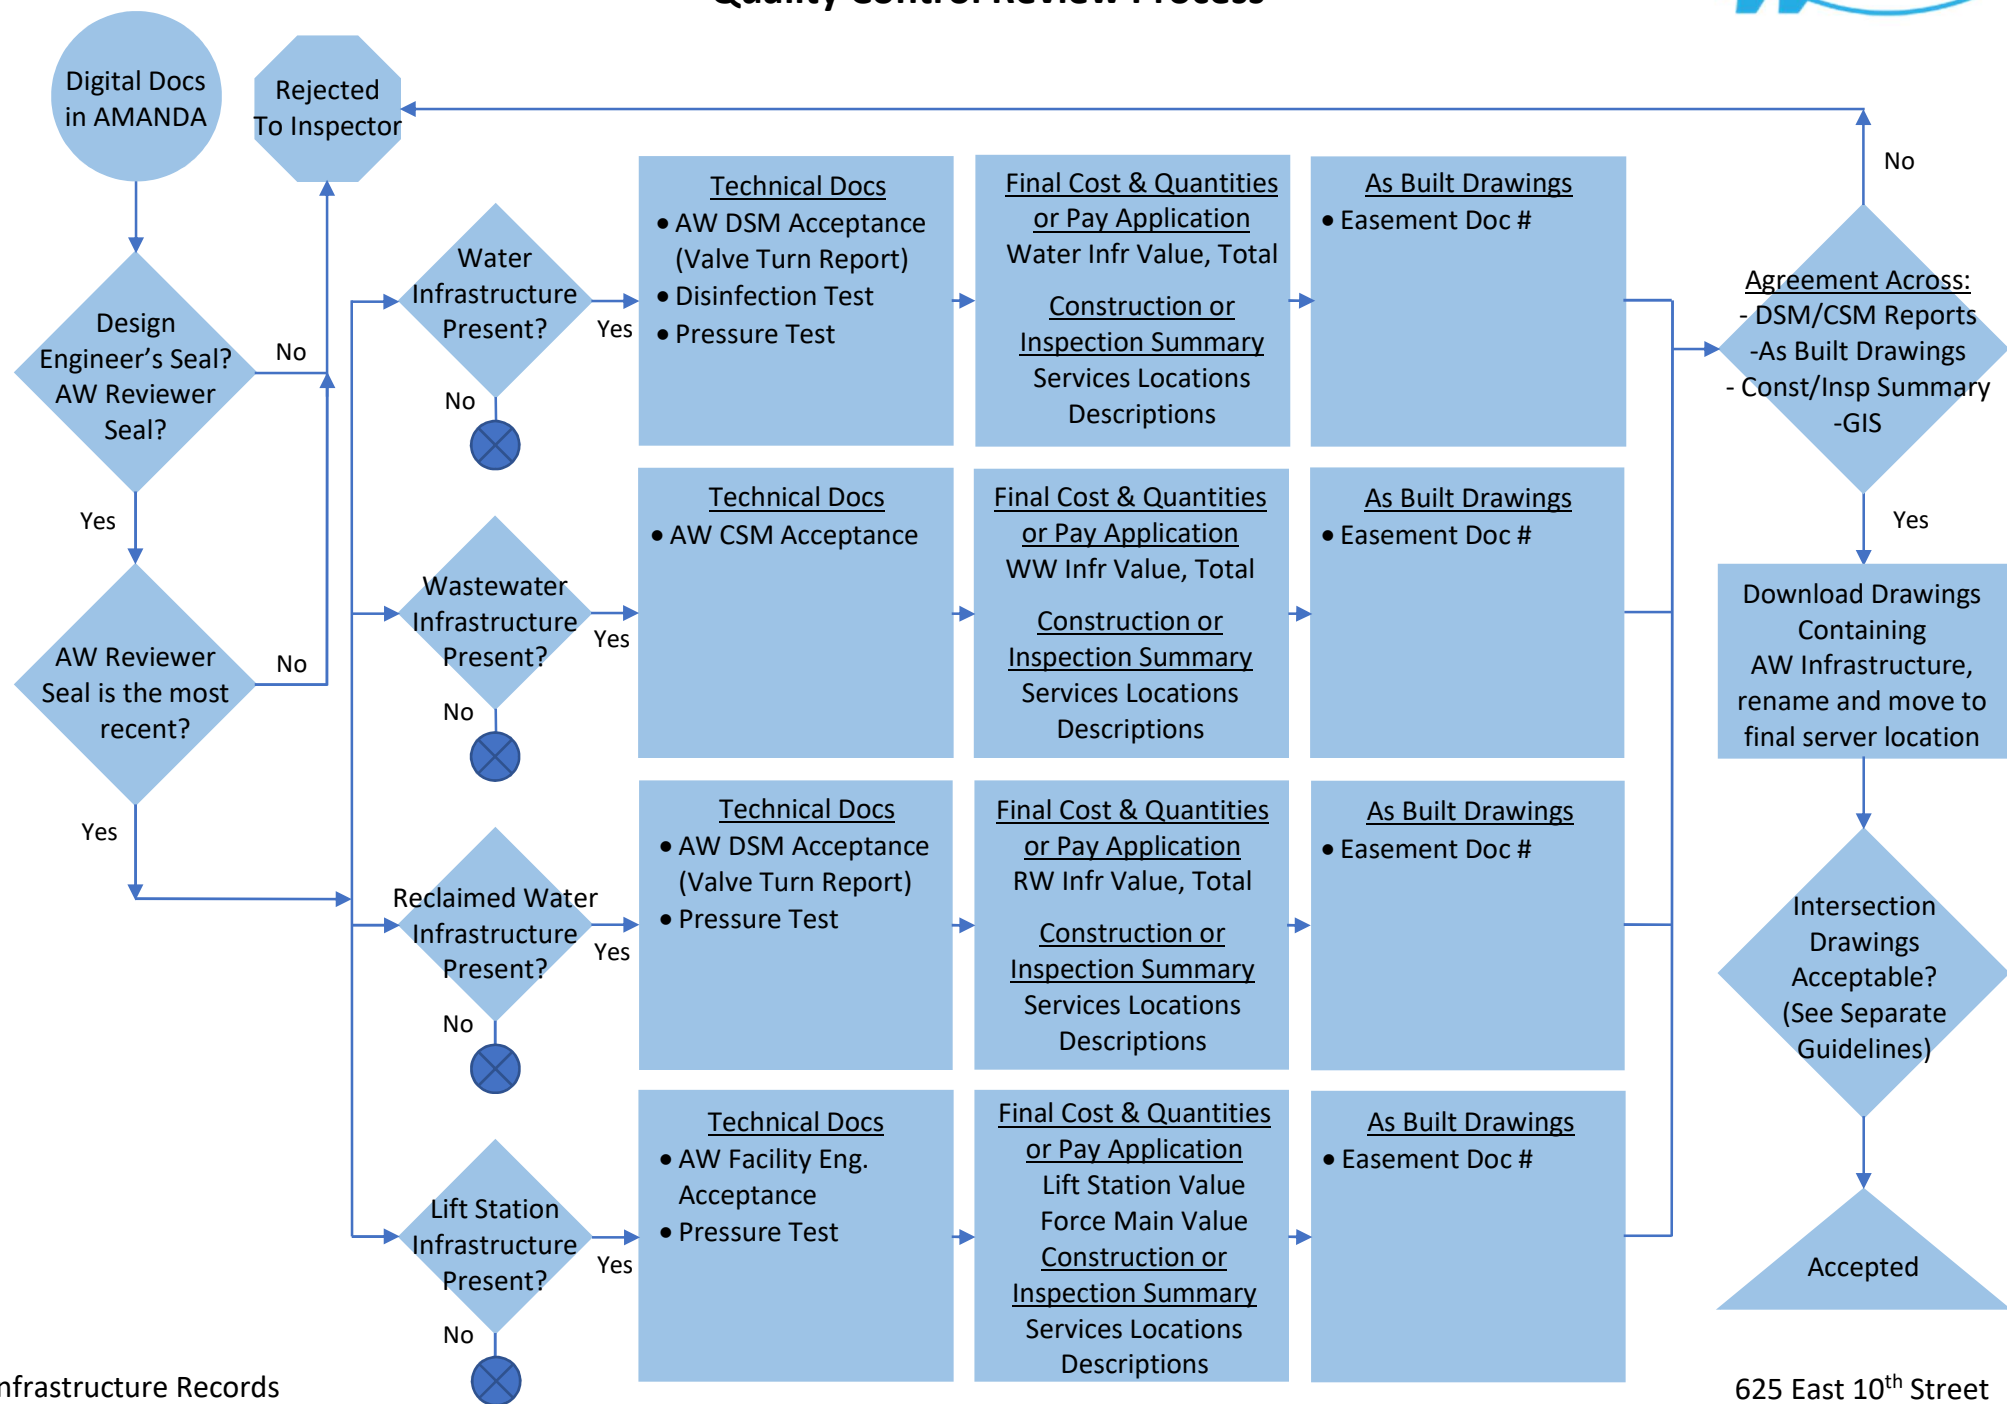 Quality Control Review Process
Digital Docs
in AMANDA
Rejected
To Inspector
Design
Engineer’s Seal?
AW Reviewer
Seal?
No
Yes
AW Reviewer
Seal is the most
recent?
No
Yes
Water
Infrastructure
Present?
Yes
No
Technical Docs
• AW DSM Acceptance
(Valve Turn Report)
• Disinfection Test
• Pressure Test
Final Cost & Quantities
or Pay Application
Water Infr Value, Total
Construction or
Inspection Summary
Services Locations
Descriptions
As Built Drawings
• Easement Doc #
Wastewater
Infrastructure
Present?
Yes
No
Technical Docs
• AW CSM Acceptance
Final Cost & Quantities
or Pay Application
WW Infr Value, Total
Construction or
Inspection Summary
Services Locations
Descriptions
As Built Drawings
• Easement Doc #
Reclaimed Water
Infrastructure
Present?
Yes
No
Technical Docs
• AW DSM Acceptance
(Valve Turn Report)
• Pressure Test
Final Cost & Quantities
or Pay Application
RW Infr Value, Total
Construction or
Inspection Summary
Services Locations
Descriptions
As Built Drawings
• Easement Doc #
Lift Station
Infrastructure
Present?
Yes
No
Technical Docs
• AW Facility Eng.
Acceptance
• Pressure Test
Final Cost & Quantities
or Pay Application
Lift Station Value
Force Main Value
Construction or
Inspection Summary
Services Locations
Descriptions
As Built Drawings
• Easement Doc #
No
Agreement Across:
- DSM/CSM Reports
-As Built Drawings
- Const/Insp Summary
-GIS
Yes
Download Drawings
Containing
AW Infrastructure,
rename and move to
final server location
Intersection
Drawings
Acceptable?
(See Separate
Guidelines)
Accepted
nfrastructure Records
625 East 10th Street